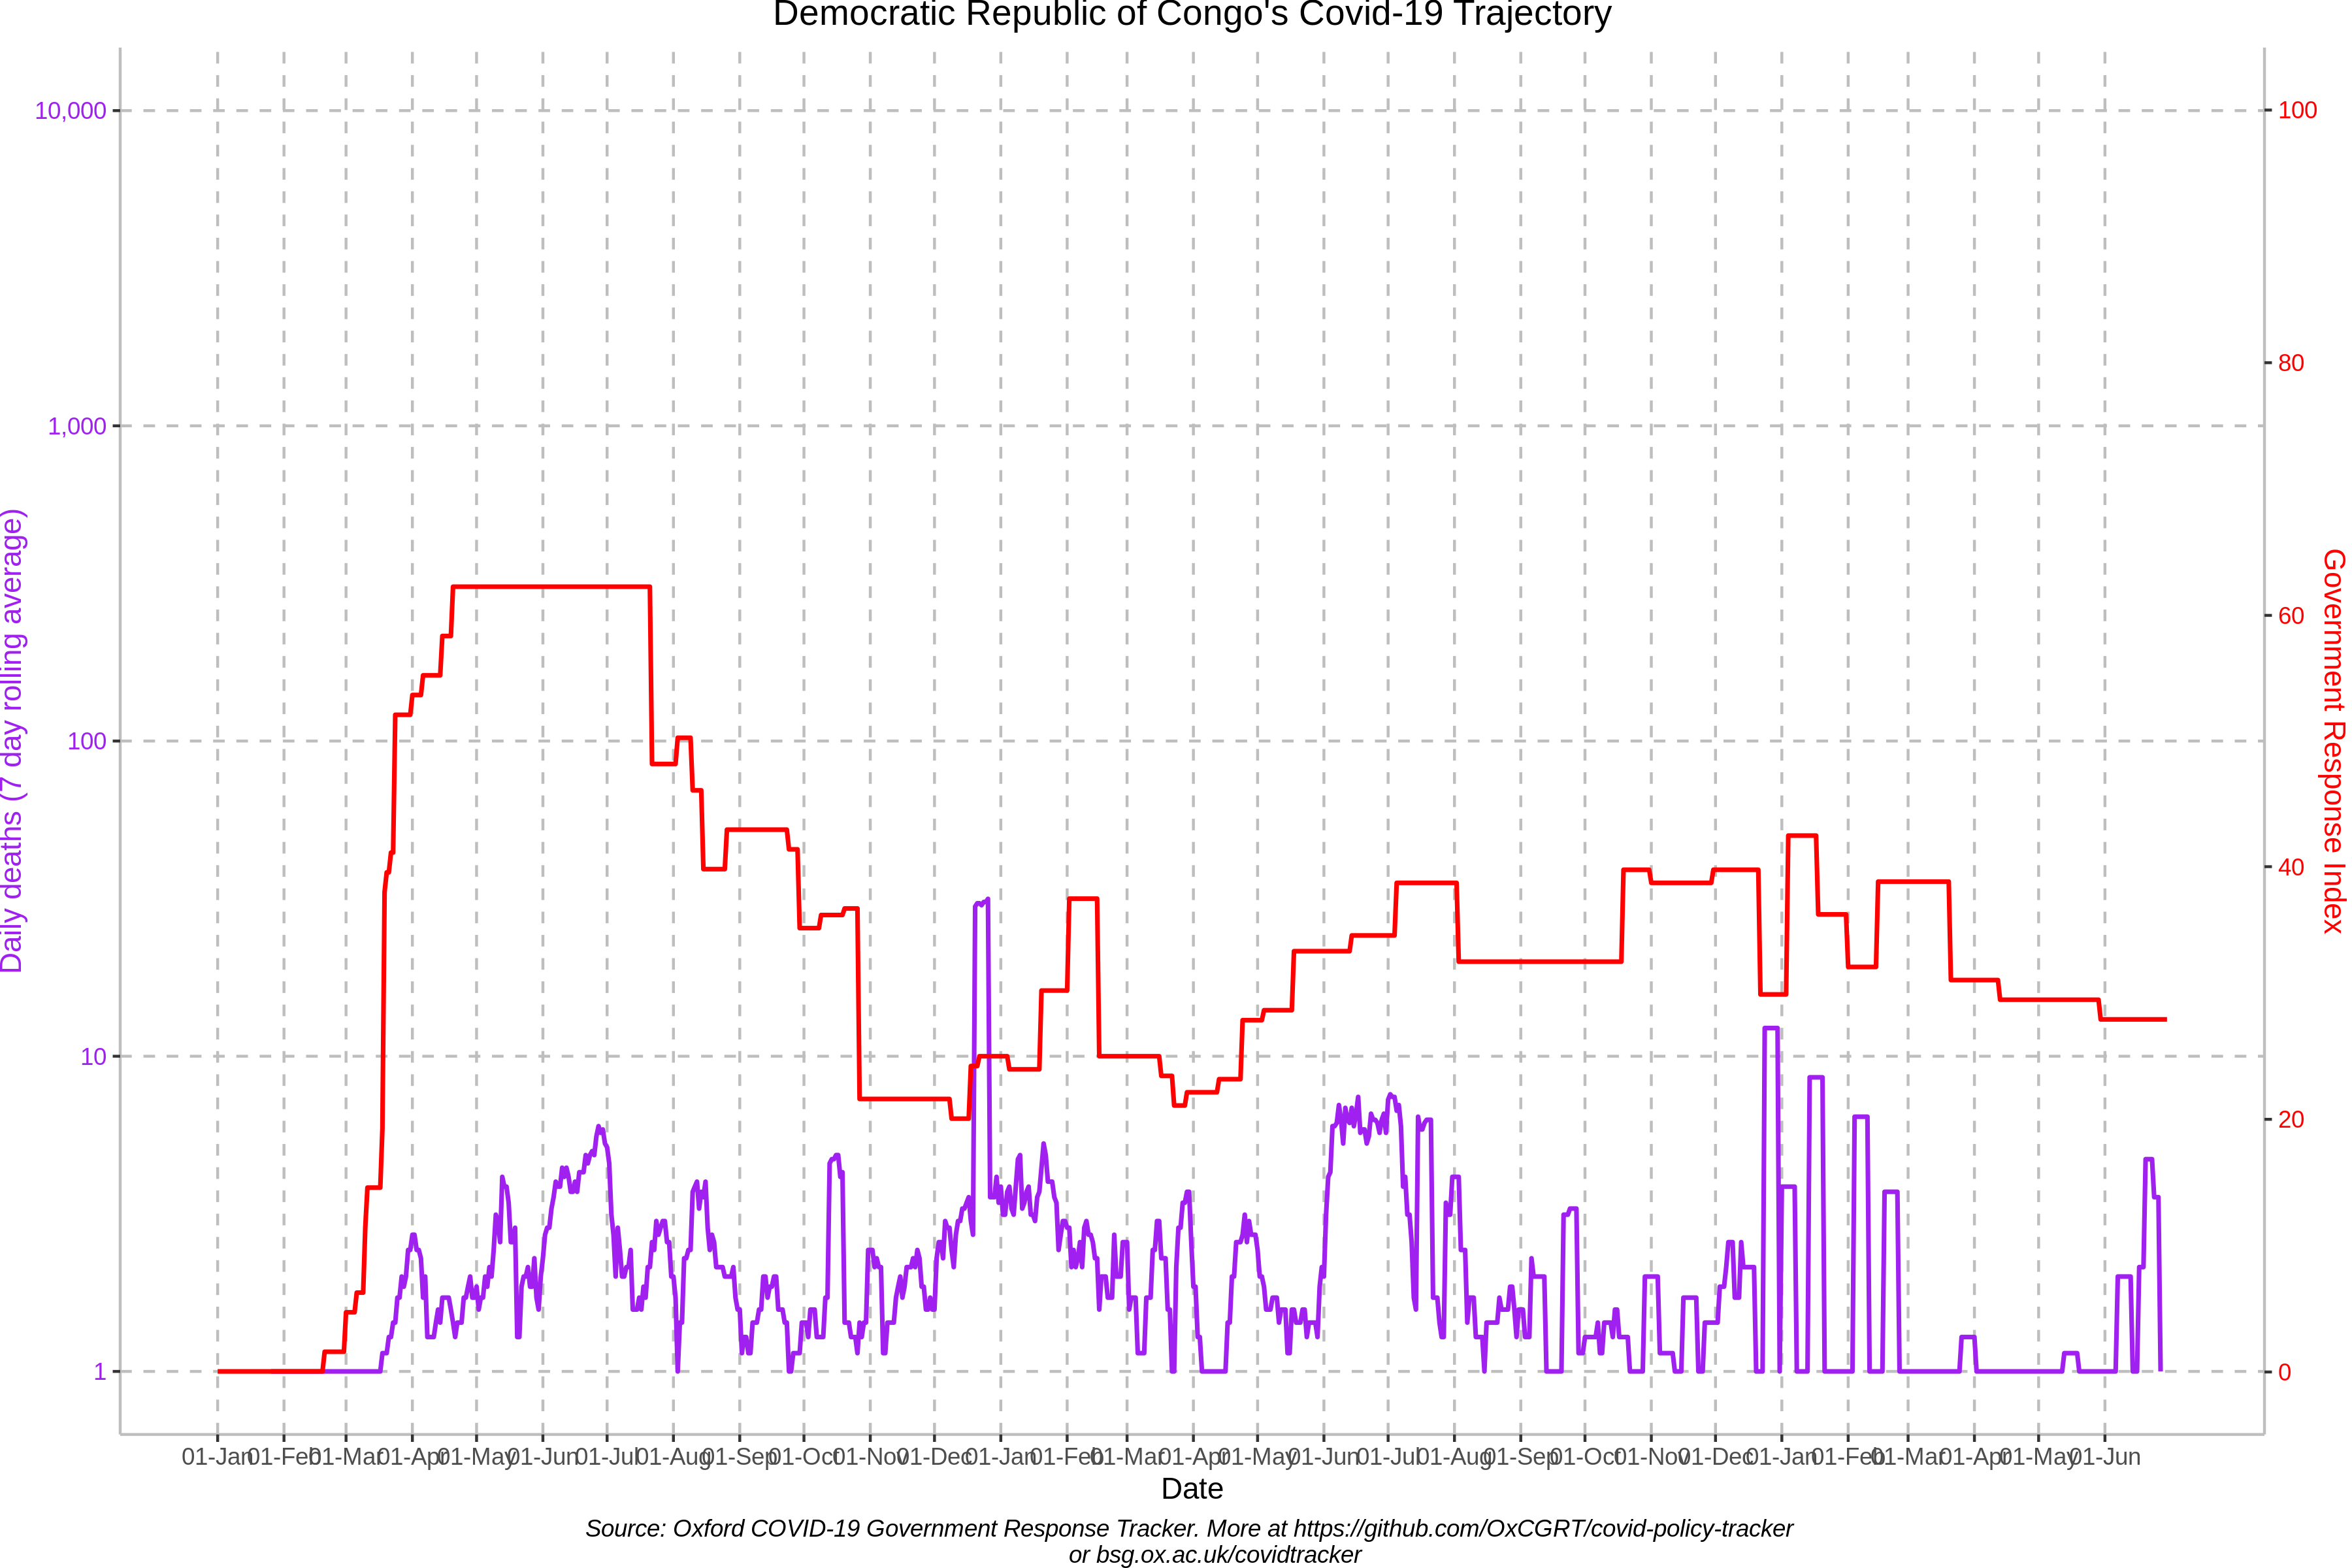 Democratic Republic of Congo's Covid-19 Trajectory
10,000
1,000
100
10
1
Daily deaths (7 day rolling average)
100
80
60
40
20
0
Government Response Index
01-Jan 01-Feb 01-Mar 01-Apr 01-May 01-Jun 01-Jul 01-Aug 01-Sep 01-Oct 01-Nov 01-Dec 01-Jan 01-Feb 01-Mar 01-Apr 01-May 01-Jun 01-Jul 01-Aug 01-Sep 01-Oct 01-Nov 01-Dec 01-Jan 01-Feb 01-Mar 01-Apr 01-May 01-Jun
Date
Source: Oxford COVID-19 Government Response Tracker. More at https://github.com/OxCGRT/covid-policy-tracker
or bsg.ox.ac.uk/covidtracker